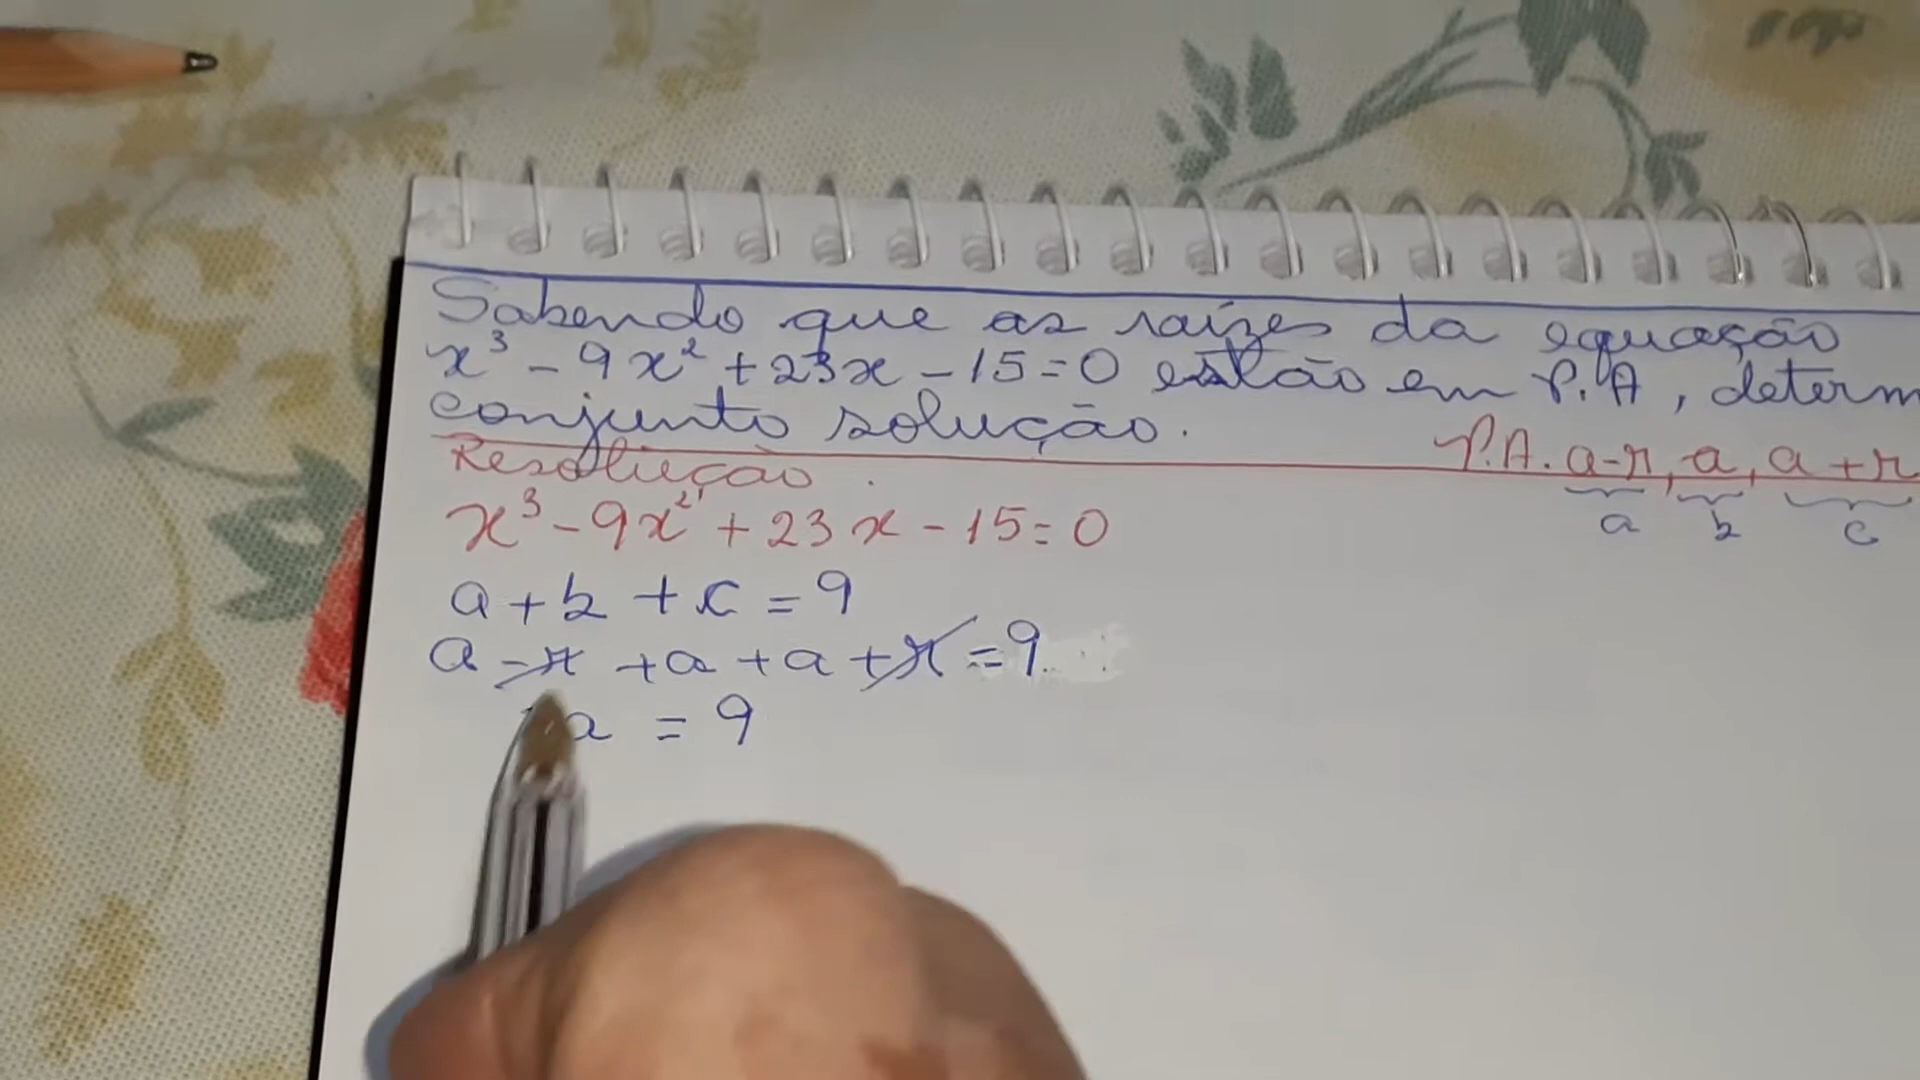 Sabendo que as raízes da equação
x³ - 9x² + 23x - 15 = 0 estão em P.A, determ
conjunto solução.
Resolução
P.A. a-r, a, a+r
a b c
x³ - 9x² + 23x - 15 = 0
a + b + c = 9
a - r + a + a + r = 9
a = 9